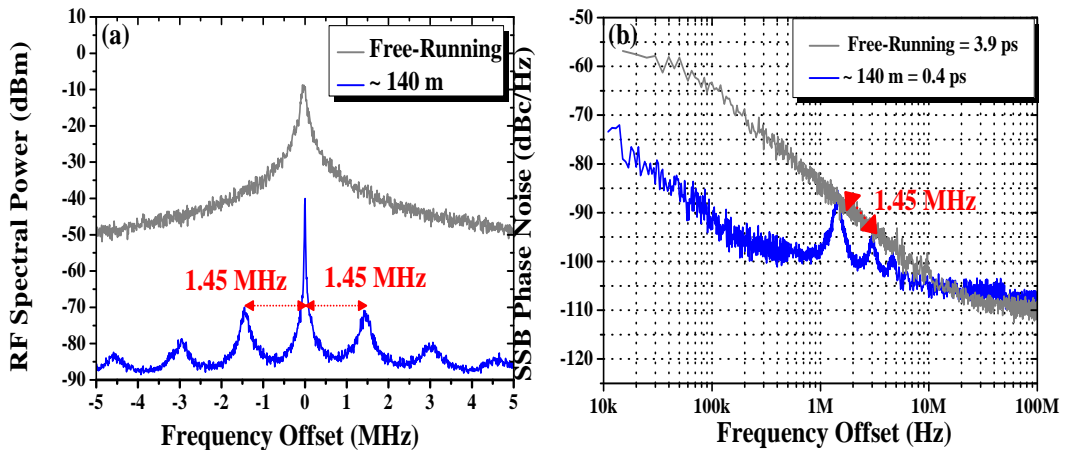 (a)
Free-Running
~ 140 m
RF Spectral Power (dBm)
10
0
-10
-20
-30
-40
-50
-60
-70
-80
-90
1.45 MHz
1.45 MHz
-5
-4
-3
-2
-1
0
1
2
3
4
5
Frequency Offset (MHz)
(b)
Free-Running = 3.9 ps
~ 140 m = 0.4 ps
SSB Phase Noise (dBc/Hz)
-50
-60
-70
-80
-90
-100
-110
-120
1.45 MHz
10k
100k
1M
10M
100M
Frequency Offset (Hz)